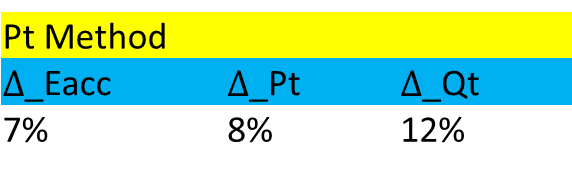 Pt Method
Δ_Eacc Δ_Pt Δ_Qt
7% 8% 12%